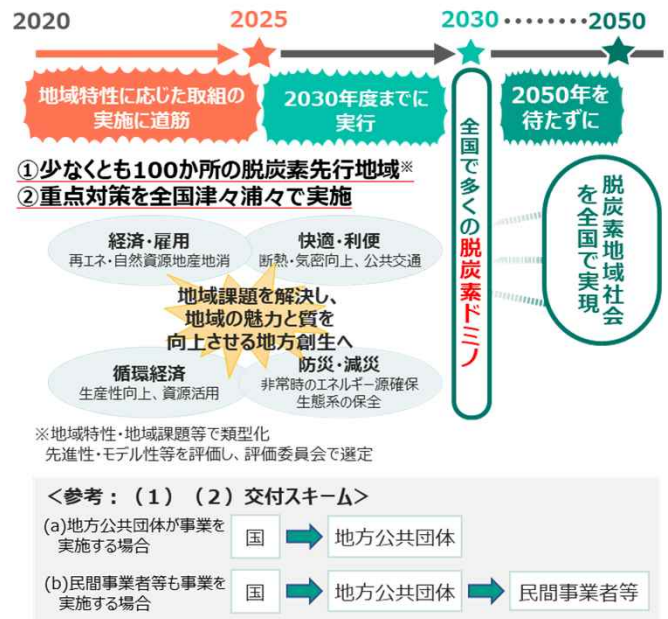 2020
2025
2030
2050
地域特性に応じた取組の
実施に道筋
2030年度までに
実行
2050年を
待たずに
①少なくとも100か所の脱炭素先行地域※
②重点対策を全国津々浦々で実施
全国で多くの脱炭素ドミノ
脱炭素地域社会
を全国で実現
経済・雇用
再エネ・自然資源地産地消
快適・利便
断熱・気密向上、公共交通
地域課題を解決し、
地域の魅力と質を
向上させる地方創生へ
循環経済
生産性向上、資源活用
防災・減災
非常時のエネルギー源確保
生態系の保全
※地域特性・地域課題等で類型化
先進性・モデル性等を評価し、評価委員会で選定
＜参考：（１）（２）交付スキーム＞
(a)地方公共団体が事業を
実施する場合
国
地方公共団体
(b)民間事業者等も事業を
実施する場合
国
地方公共団体
民間事業者等